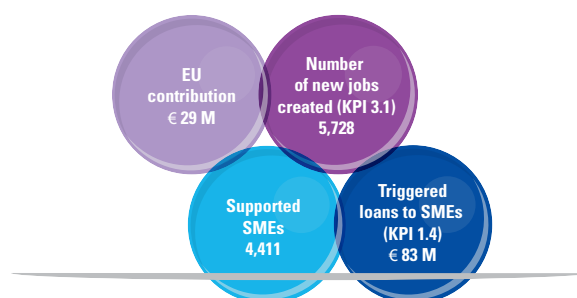 EU
contribution
€ 29 M
Number
of new jobs
created (KPI 3.1)
5,728
Supported
SMEs
4,411
Triggered
loans to SMEs
(KPI 1.4)
€ 83 M